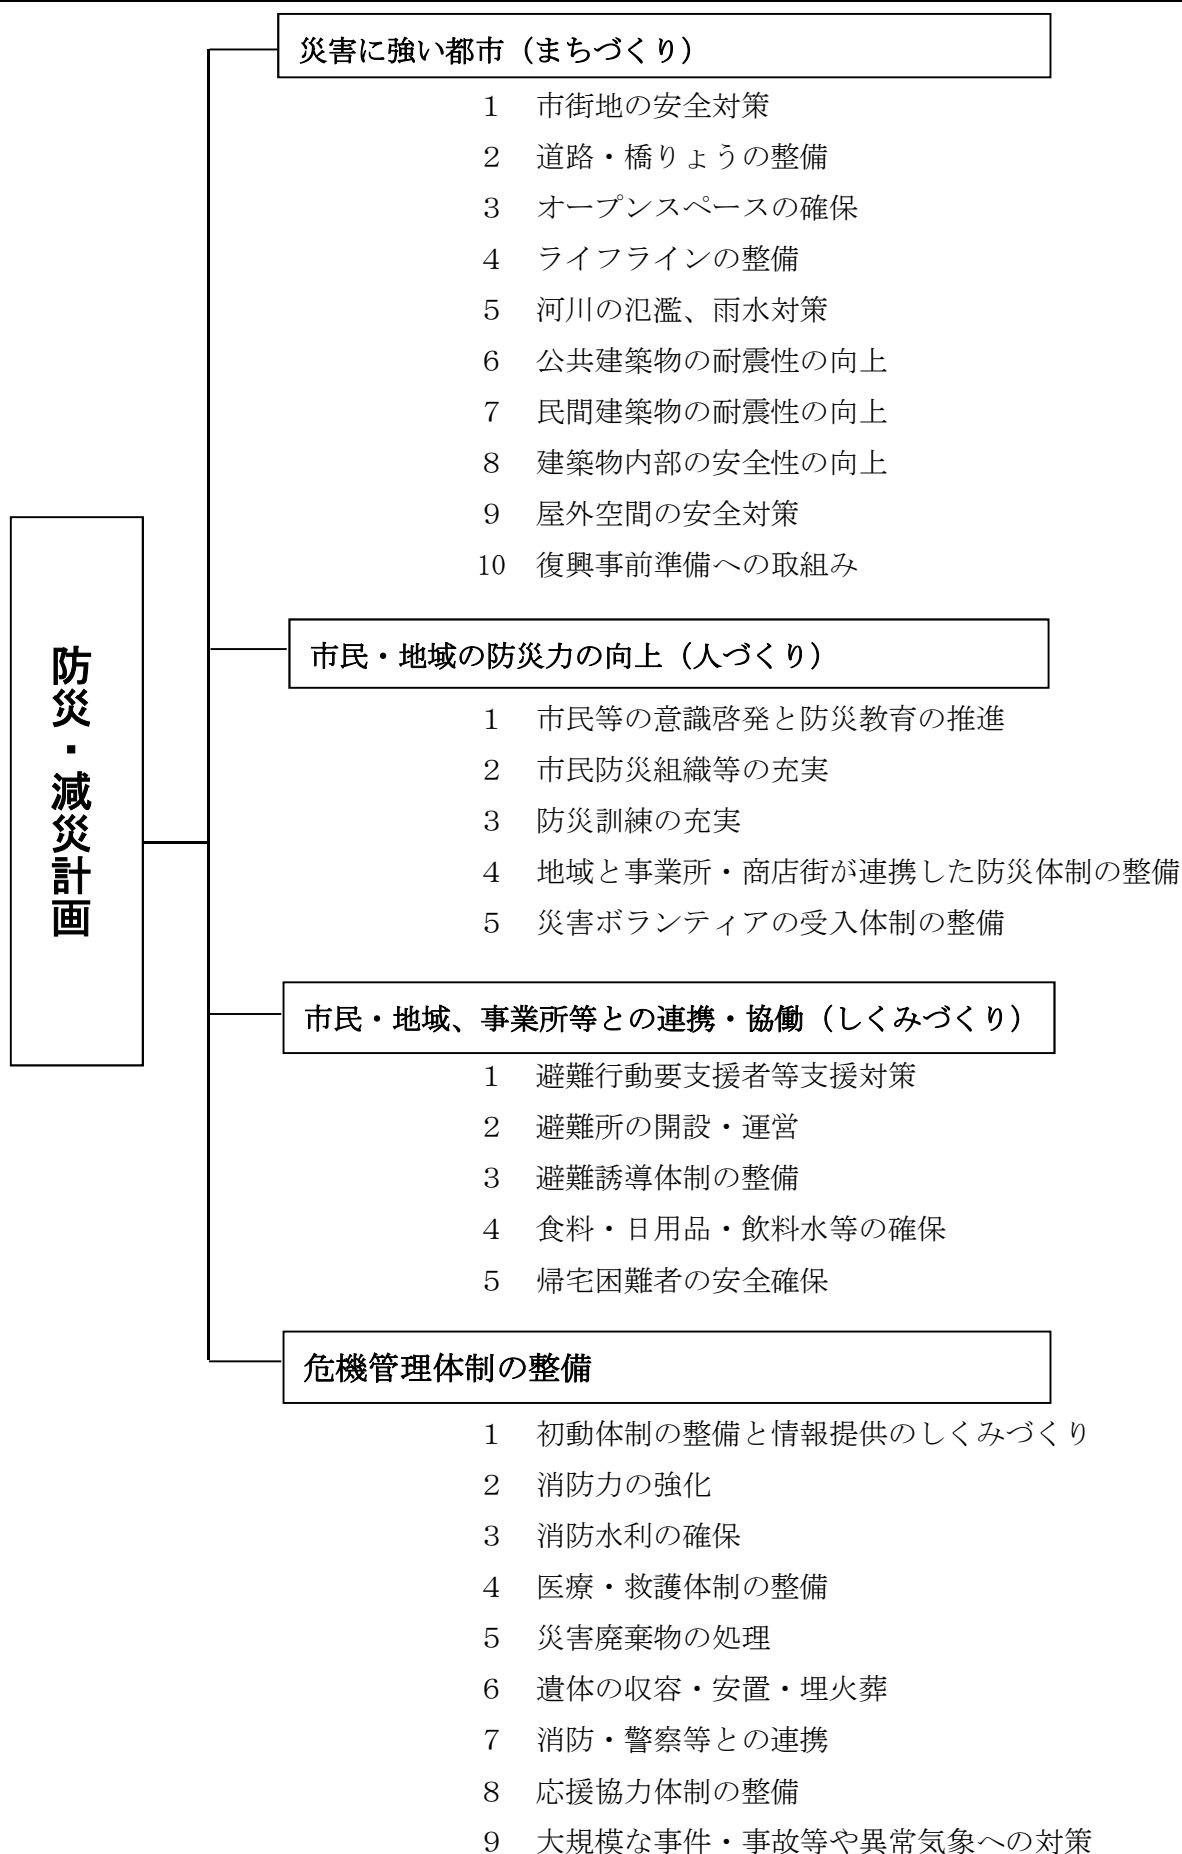 防災・減災計画
災害に強い都市（まちづくり）
１　市街地の安全対策
２　道路・橋りょうの整備
３　オープンスペースの確保
４　ライフラインの整備
５　河川の氾濫、雨水対策
６　公共建築物の耐震性の向上
７　民間建築物の耐震性の向上
８　建築物内部の安全性の向上
９　屋外空間の安全対策
10　復興事前準備への取組み
市民・地域の防災力の向上（人づくり）
１　市民等の意識啓発と防災教育の推進
２　市民防災組織等の充実
３　防災訓練の充実
４　地域と事業所・商店街が連携した防災体制の整備
５　災害ボランティアの受入体制の整備
市民・地域、事業所等との連携・協働（しくみづくり）
１　避難行動要支援者等支援対策
２　避難所の開設・運営
３　避難誘導体制の整備
４　食料・日用品・飲料水等の確保
５　帰宅困難者の安全確保
危機管理体制の整備
１　初動体制の整備と情報提供のしくみづくり
２　消防力の強化
３　消防水利の確保
４　医療・救護体制の整備
５　災害廃棄物の処理
６　遺体の収容・安置・埋火葬
７　消防・警察等との連携
８　応援協力体制の整備
９　大規模な事件・事故等や異常気象への対策